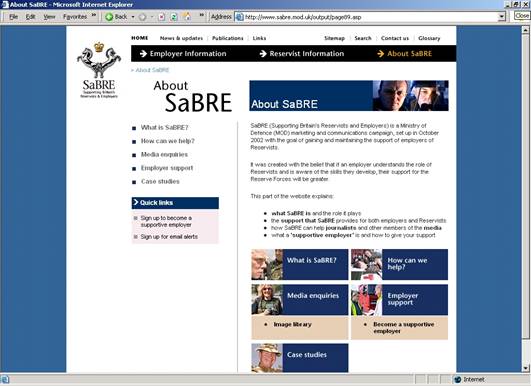 About SaBRE - Microsoft Internet Explorer
File Edit View Favorites Tools Help Back Address http://www.sabre.mod.uk/output/page89.asp Close
HOME News & updates Publications Links Sitemap Search Contact us Glossary
Employer Information Reservist Information About SaBRE
SaBRE
Supporting Britain's
Reservists & Employers
> About SaBRE
About
SaBRE
About SaBRE
What is SaBRE?
How can we help?
Media enquiries
Employer support
Case studies
Quick links
Sign up to become a
supportive employer
Sign up for email alerts
SaBRE (Supporting Britain's Reservists and Employers) is a Ministry
of Defence (MOD) marketing and communications campaign, set up in October
2002 with the goal of gaining and maintaining the support of employers of
Reservists.
It was created with the belief that if an employer understands the role of
Reservists and is aware of the skills they develop, their support for the
Reserve Forces will be greater.
This part of the website explains:
what SaBRE is and the role it plays
the support that SaBRE provides for both employers and Reservists
how SaBRE can help journalists and other members of the media
what a 'supportive employer' is and how to give your support
What is SaBRE?
How can we
help?
Media enquiries
Employer
support
Image library
Become a supportive
employer
Case studies
Internet